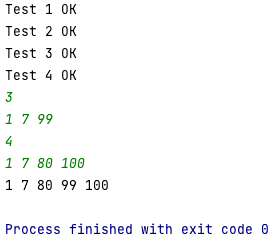 Test 1 OK
Test 2 OK
Test 3 OK
Test 4 OK
3
1 7 99
4
1 7 80 100
1 7 80 99 100
Process finished with exit code 0